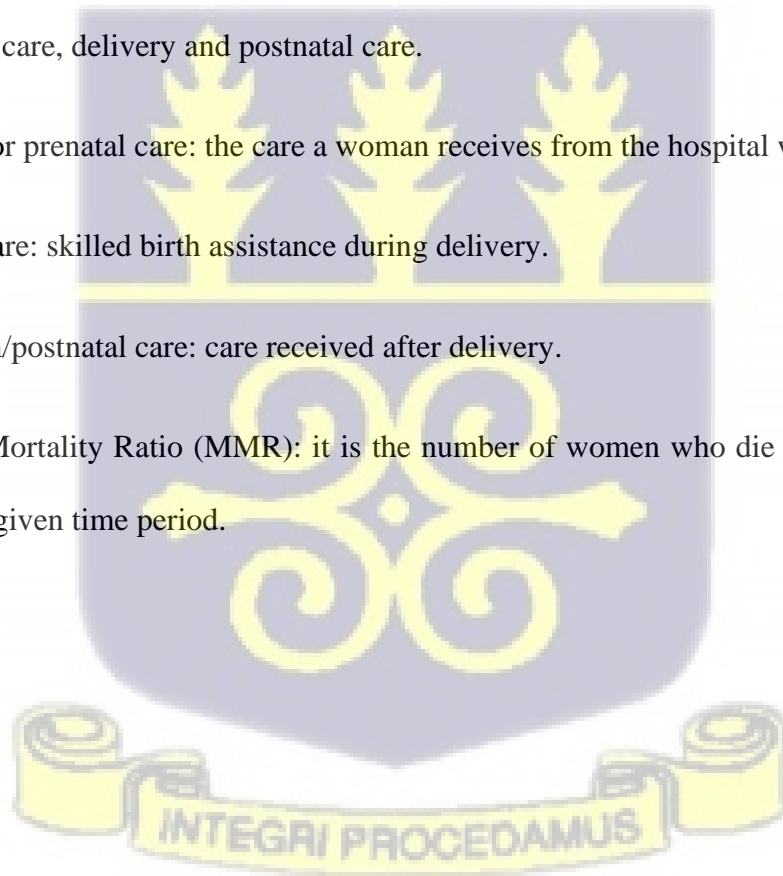 care, delivery and postnatal care.
or prenatal care: the care a woman receives from the hospital
are: skilled birth assistance during delivery.
/postnatal care: care received after delivery.
Mortality Ratio (MMR): it is the number of women who die
given time period.
INTEGRI PROCEDAMUS